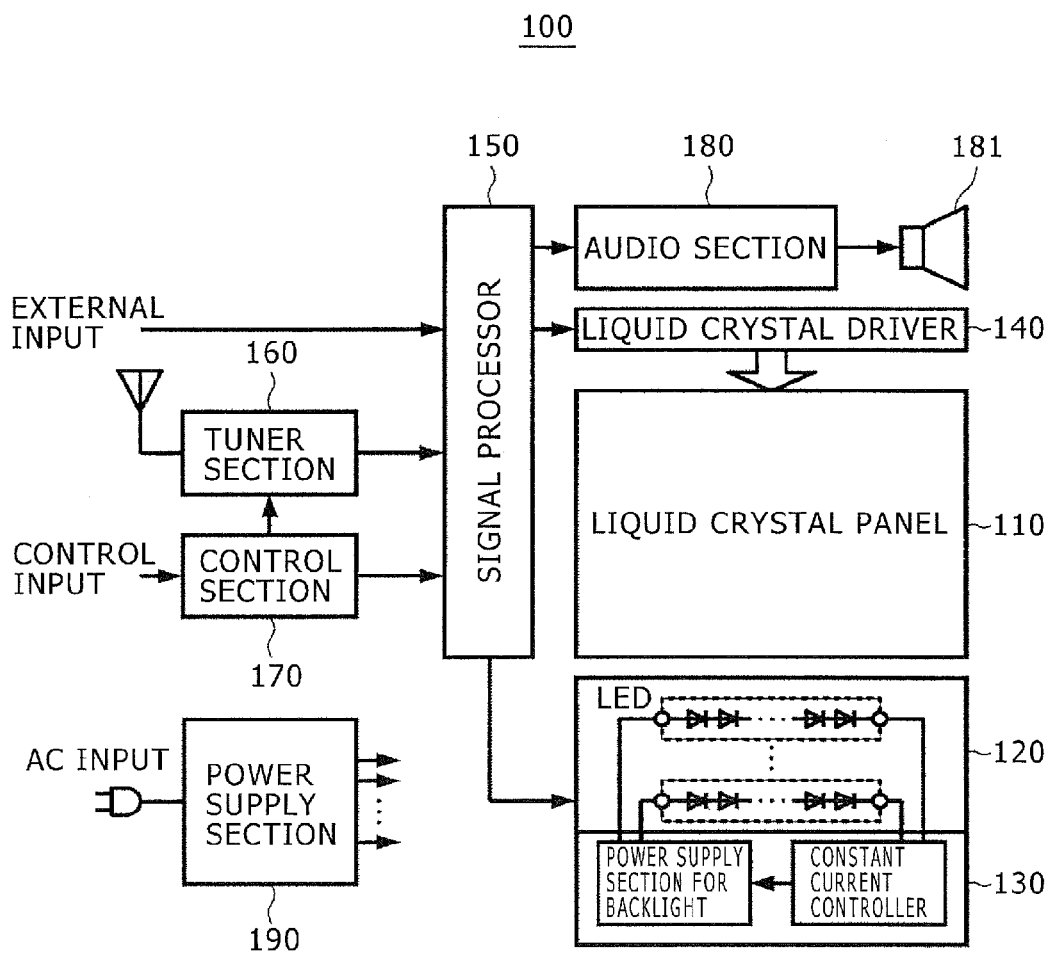 100
150
180
181
AUDIO SECTION
EXTERNAL
INPUT
LIQUID CRYSTAL DRIVER
140
160
SIGNAL PROCESSOR
TUNER
SECTION
LIQUID CRYSTAL PANEL
110
CONTROL
INPUT
CONTROL
SECTION
170
LED
120
AC INPUT
POWER
SUPPLY
SECTION
POWER SUPPLY
SECTION FOR
BACKLIGHT
CONSTANT
CURRENT
CONTROLLER
130
190